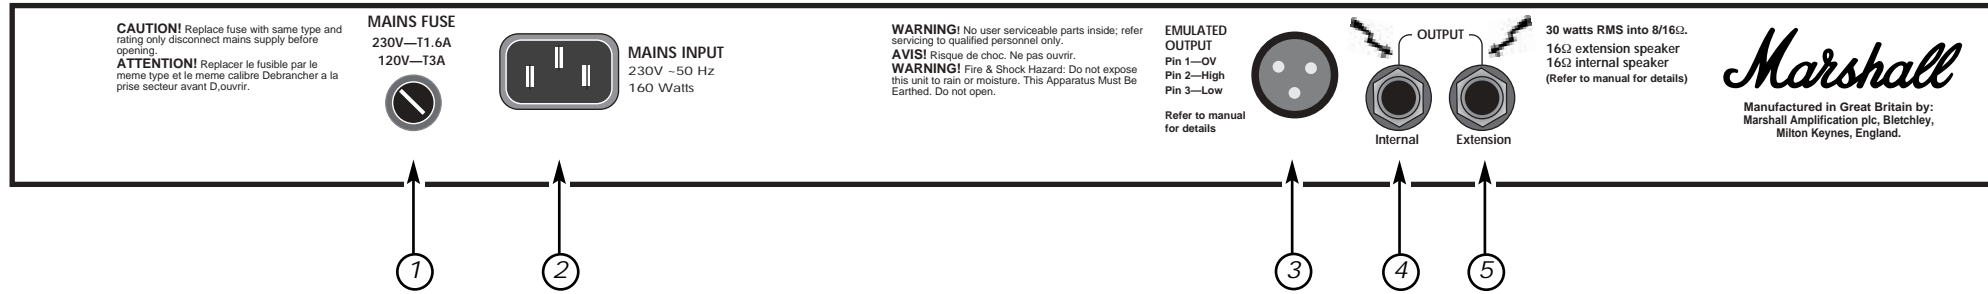 CAUTION! Replace fuse with same type and
rating only disconnect mains supply before
opening.
ATTENTION! Replacer le fusible par le
meme type et le meme calibre Debrancher a la
prise secteur avant D,ouvrir.
MAINS FUSE
230V—T1.6A
120V—T3A
MAINS INPUT
230V ~50 Hz
160 Watts
WARNING! No user serviceable parts inside; refer
servicing to qualified personnel only.
AVIS! Risque de choc. Ne pas ouvrir.
WARNING! Fire & Shock Hazard: Do not expose
this unit to rain or moisture. This Apparatus Must Be
Earthed. Do not open.
EMULATED
OUTPUT
Pin 1—OV
Pin 2—High
Pin 3—Low
Refer to manual
for details
OUTPUT
Internal
Extension
30 watts RMS into 8/16Ω.
16Ω extension speaker
16Ω internal speaker
(Refer to manual for details)
Marshall
Manufactured in Great Britain by:
Marshall Amplification plc, Bletchley,
Milton Keynes, England.
1
2
3
4
5